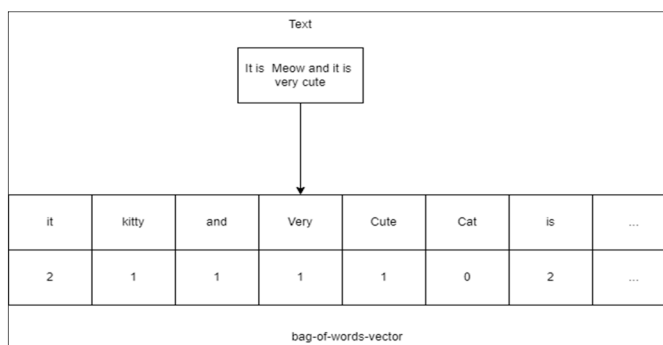 Text
It is Meow and it is
very cute
it kitty and Very Cute Cat is ...
2 1 1 1 1 0 2 ...
bag-of-words-vector